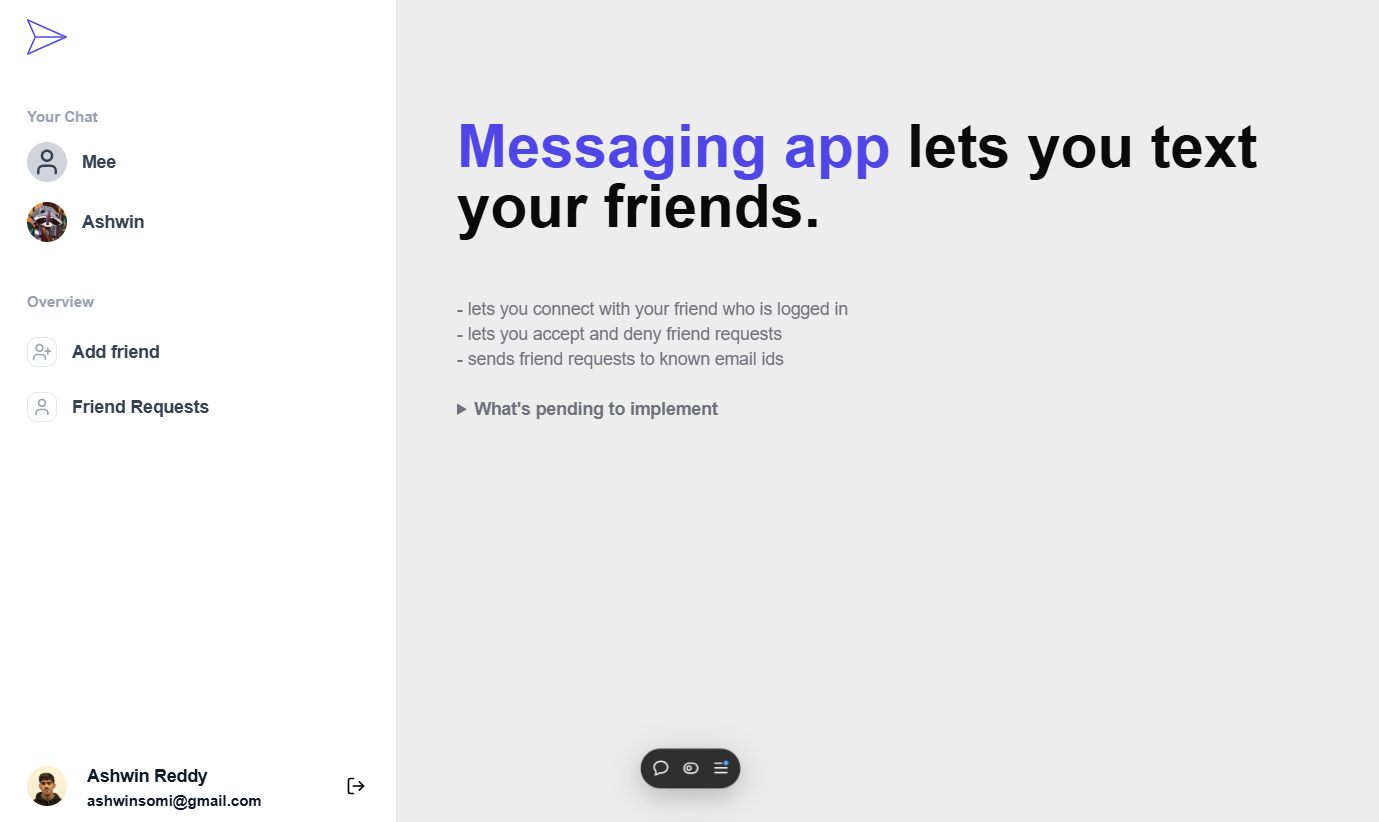 Your Chat
Mee
Ashwin
Overview
Add friend
Friend Requests
Ashwin Reddy
ashwinsomi@gmail.com
Messaging app lets you text
your friends.
- lets you connect with your friend who is logged in
- lets you accept and deny friend requests
- sends friend requests to known email ids
What's pending to implement